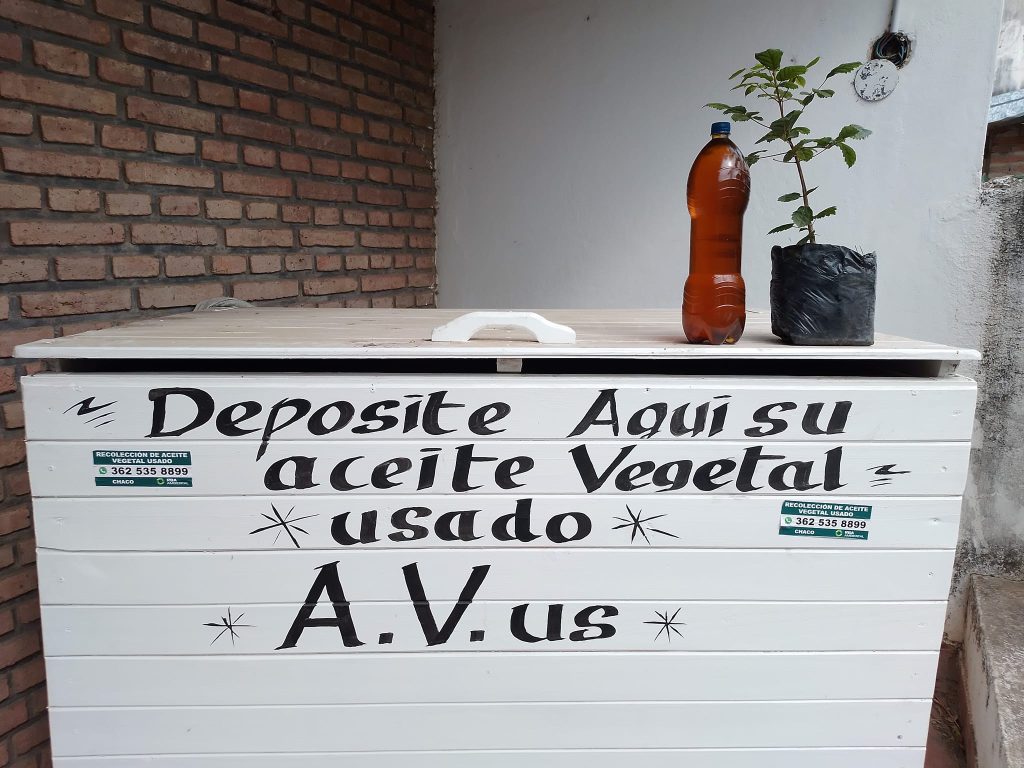 Deposite Aqui su
aceite Vegetal
usado
A.V.us
RECOLECCIÓN DE ACEITE
VEGETAL USADO
362 535 8899
CHACO
RECOLECCIÓN DE ACEITE
VEGETAL USADO
362 535 8899
CHACO